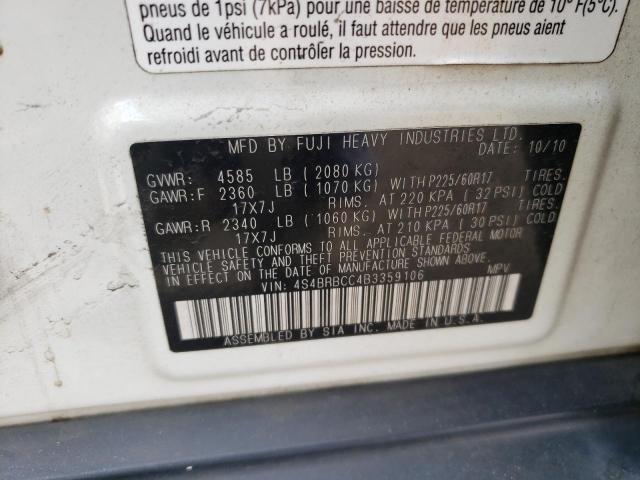 pneus de 1psi (7kPa) pour une baisse de température de 10°F(5°C).
Quand le véhicule a roulé, il faut attendre que les pneus aient
refroidi avant de contrôler la pression.
MFD BY FUJI HEAVY INDUSTRIES LTD.
DATE: 10/10
GVWR: 4585 LB (2080 KG)
GAWR:F 2360 LB (1070 KG) WITH P225/60R17 TIRES.
17X7J RIMS. AT 220 KPA (32 PSI) COLD
GAWR:R 2340 LB (1060 KG) WITH P225/60R17 TIRES.
17X7J RIMS. AT 210 KPA (30 PSI) COLD
THIS VEHICLE CONFORMS TO ALL APPLICABLE FEDERAL MOTOR
VEHICLE SAFETY AND THEFT PREVENTION STANDARDS
IN EFFECT ON THE DATE OF MANUFACTURE SHOWN ABOVE.
VIN: 4S4BRBCC4B3359106 MPV
ASSEMBLED BY SIA INC. MADE IN U.S.A.